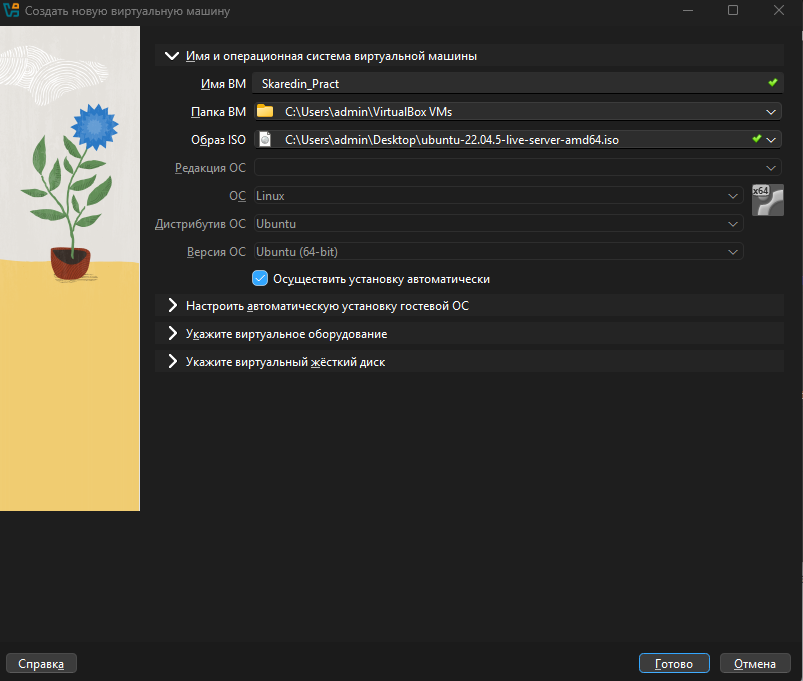 Создать новую виртуальную машину
Имя и операционная система виртуальной машины
Имя ВМ Skaredin_Pract
Папка ВМ C:\Users\admin\VirtualBox VMs
Образ ISO C:\Users\admin\Desktop\ubuntu-22.04.5-live-server-amd64.iso
Редакция ОС
ОС Linux
x64
Дистрибутив ОС Ubuntu
Версия ОС Ubuntu (64-bit)
Осуществить установку автоматически
Настроить автоматическую установку гостевой ОС
Укажите виртуальное оборудование
Укажите виртуальный жёсткий диск
Справка Готово Отмена